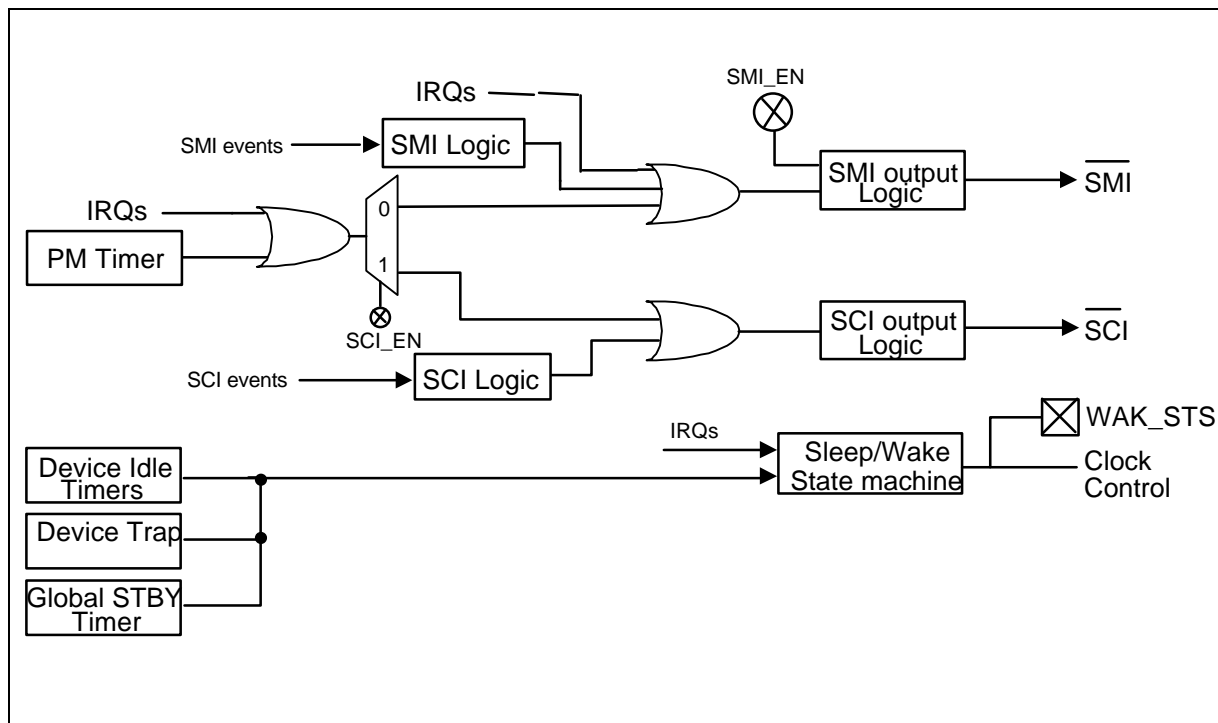 SMI_EN
IRQs
SMI events
SMI Logic
SMI output
Logic
SMI
IRQs
0
PM Timer
1
SCI_EN
SCI output
Logic
SCI
SCI events
SCI Logic
WAK_STS
IRQs
Sleep/Wake
State machine
Clock
Control
Device Idle
Timers
Device Trap
Global STBY
Timer